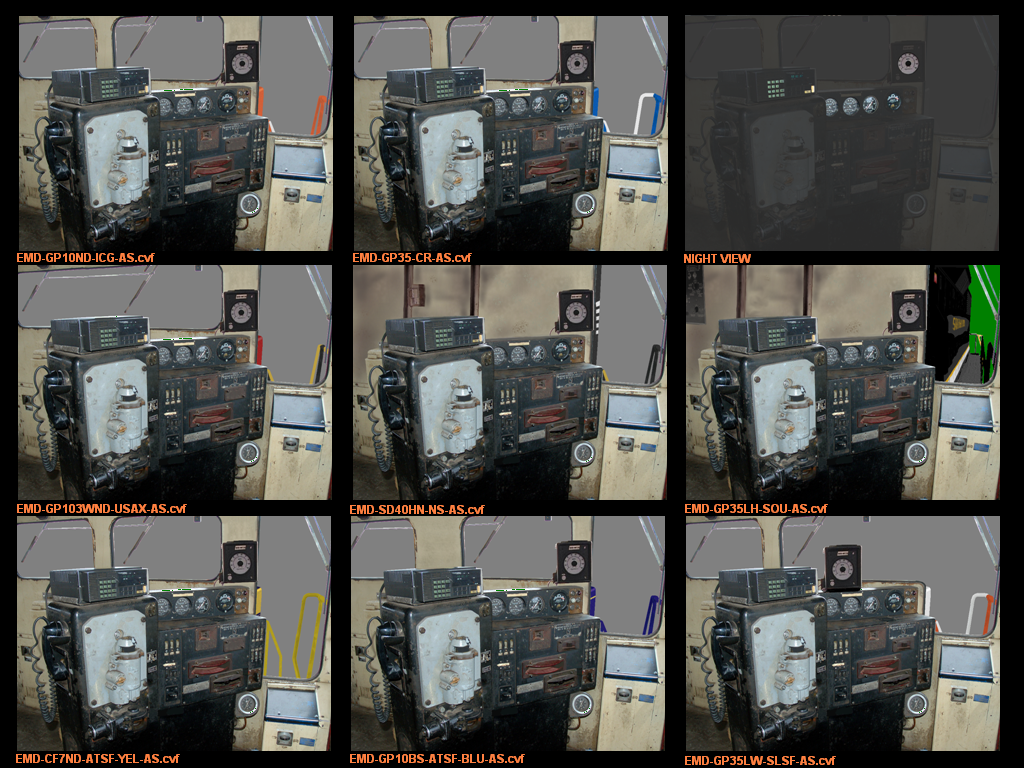 EMD-GP10ND-ICG-AS.cvf
EMD-GP35-CR-AS.cvf
NIGHT VIEW
EMD-GP103WND-USAX-AS.cvf
EMD-SD40HN-NS-AS.cvf
EMD-GP35LH-SOU-AS.cvf
EMD-CF7ND-ATSF-YEL-AS.cvf
EMD-GP10BS-ATSF-BLU-AS.cvf
EMD-GP35LW-SLSF-AS.cvf